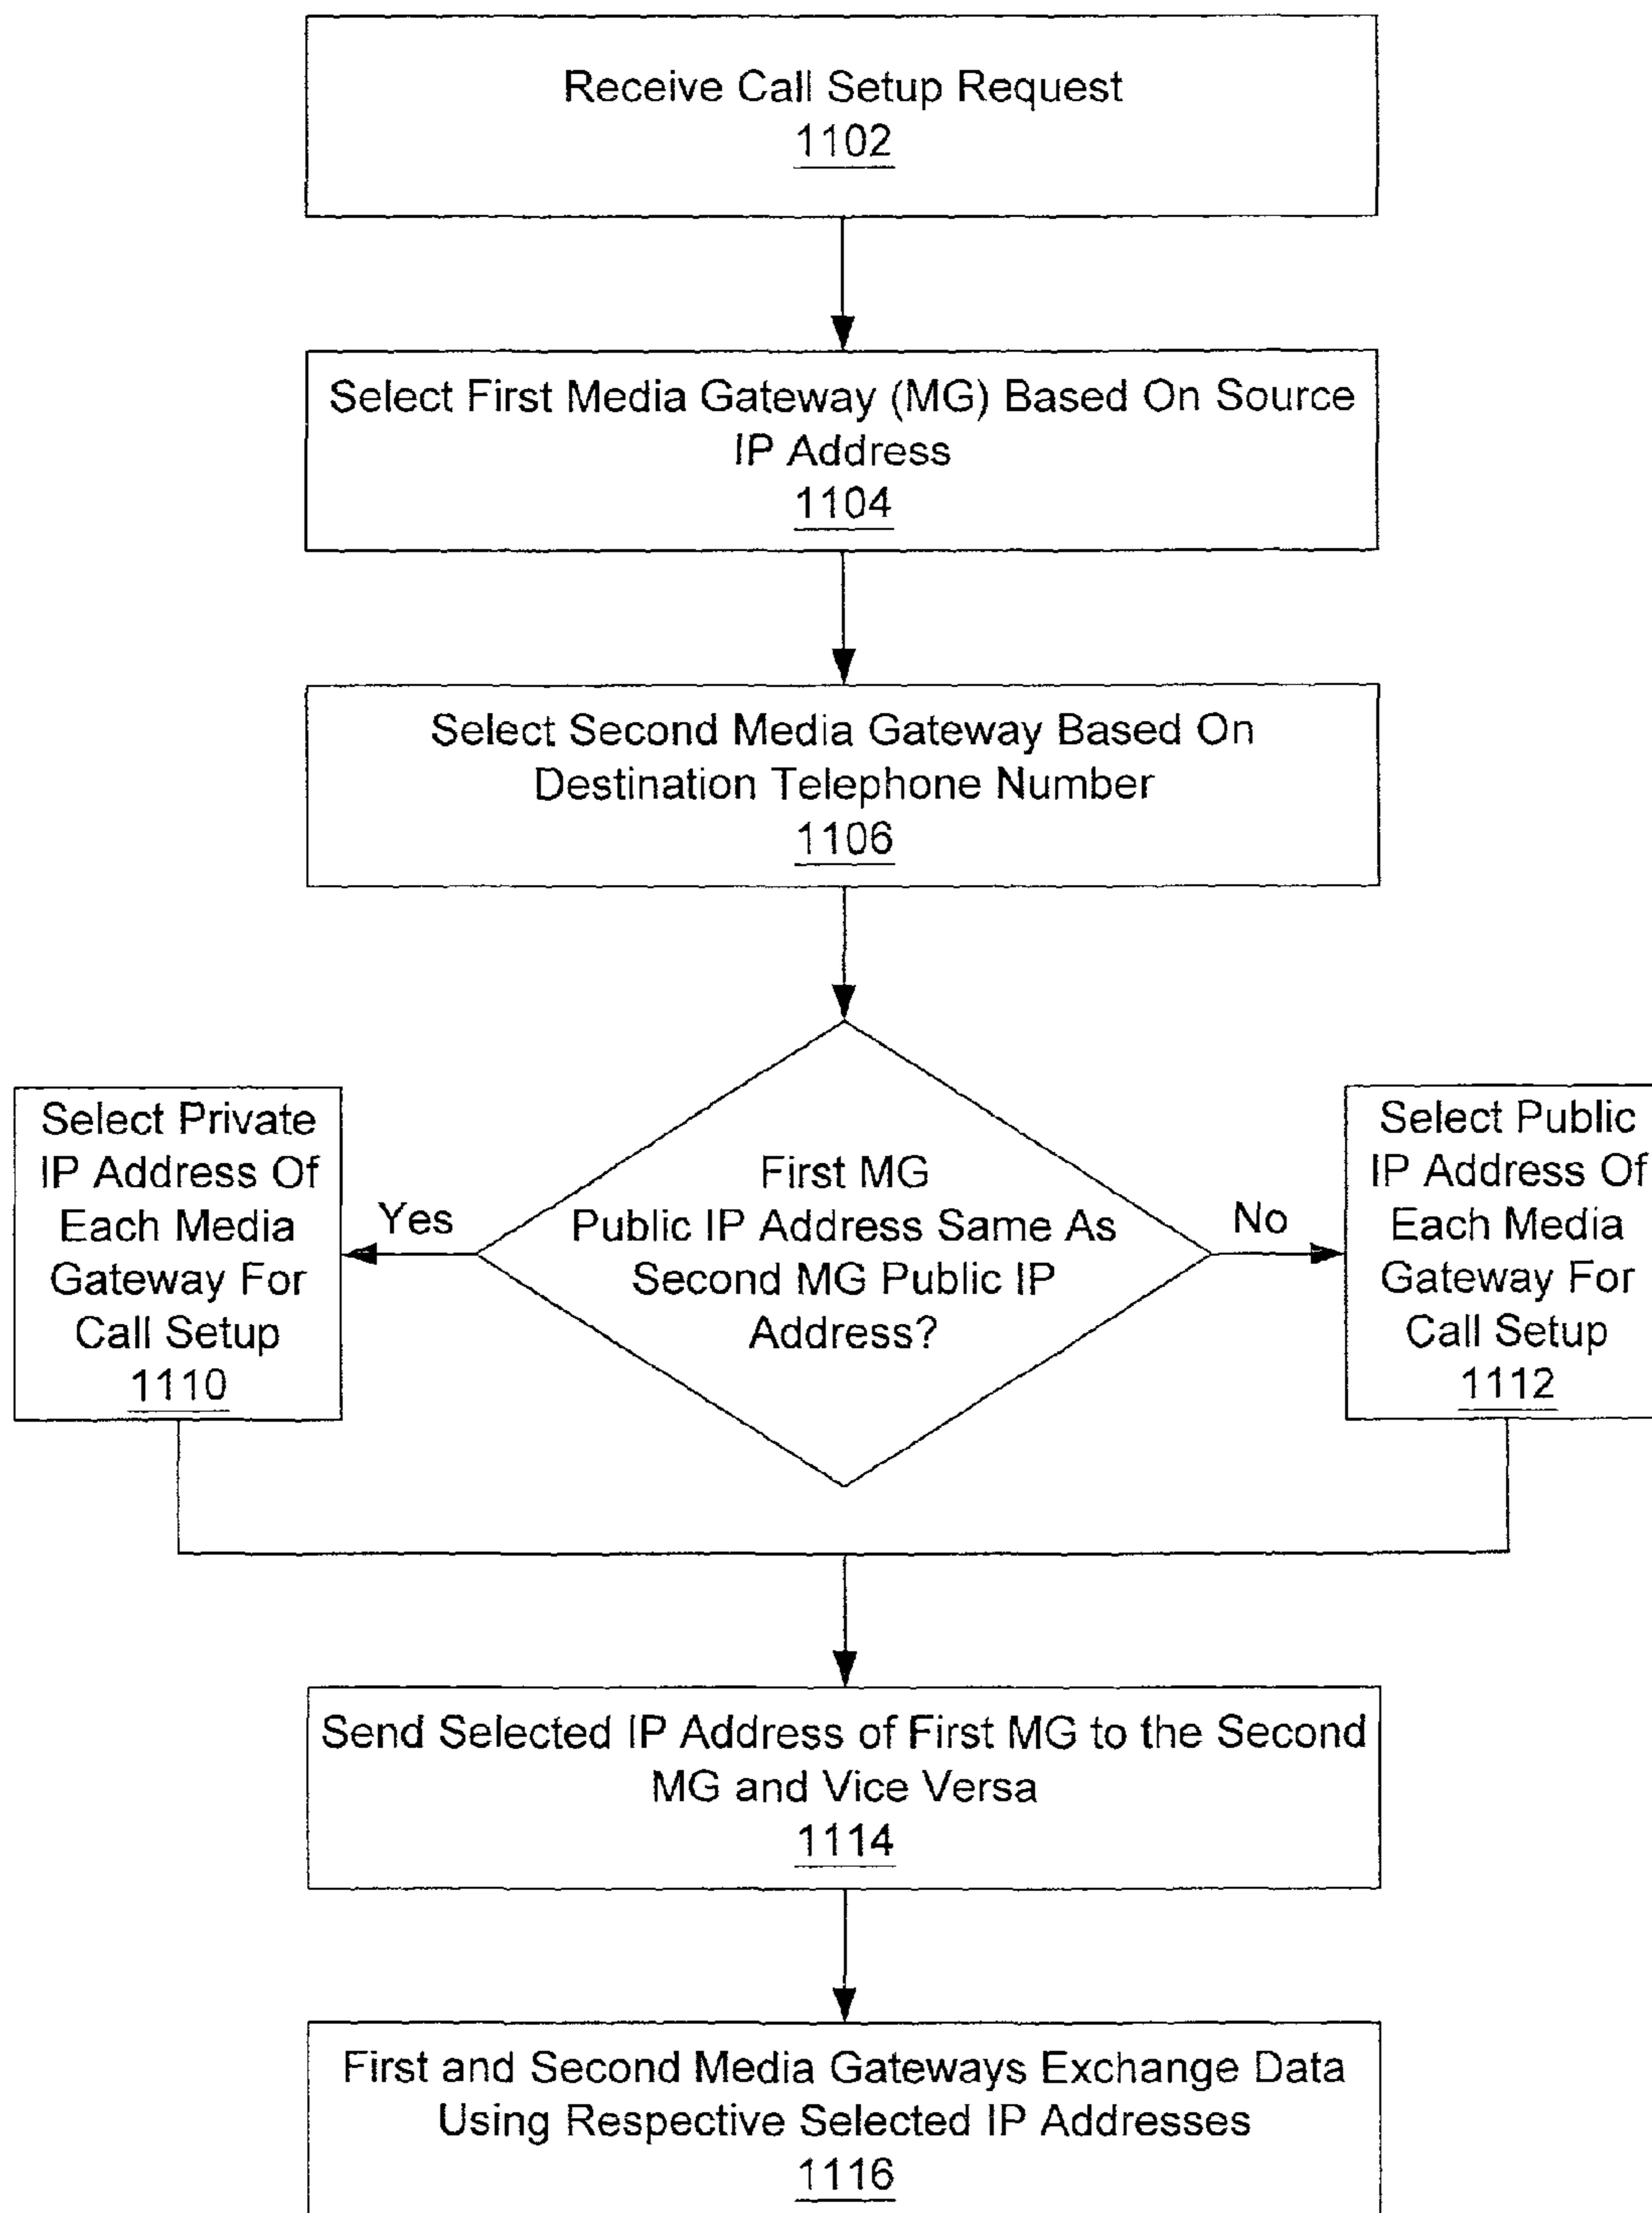 Receive Call Setup Request
1102
Select First Media Gateway (MG) Based On Source
IP Address
1104
Select Second Media Gateway Based On
Destination Telephone Number
1106
First MG
Public IP Address Same As
Second MG Public IP
Address?
Yes
No
Select Private
IP Address Of
Each Media
Gateway For
Call Setup
1110
Select Public
IP Address Of
Each Media
Gateway For
Call Setup
1112
Send Selected IP Address of First MG to the Second
MG and Vice Versa
1114
First and Second Media Gateways Exchange Data
Using Respective Selected IP Addresses
1116